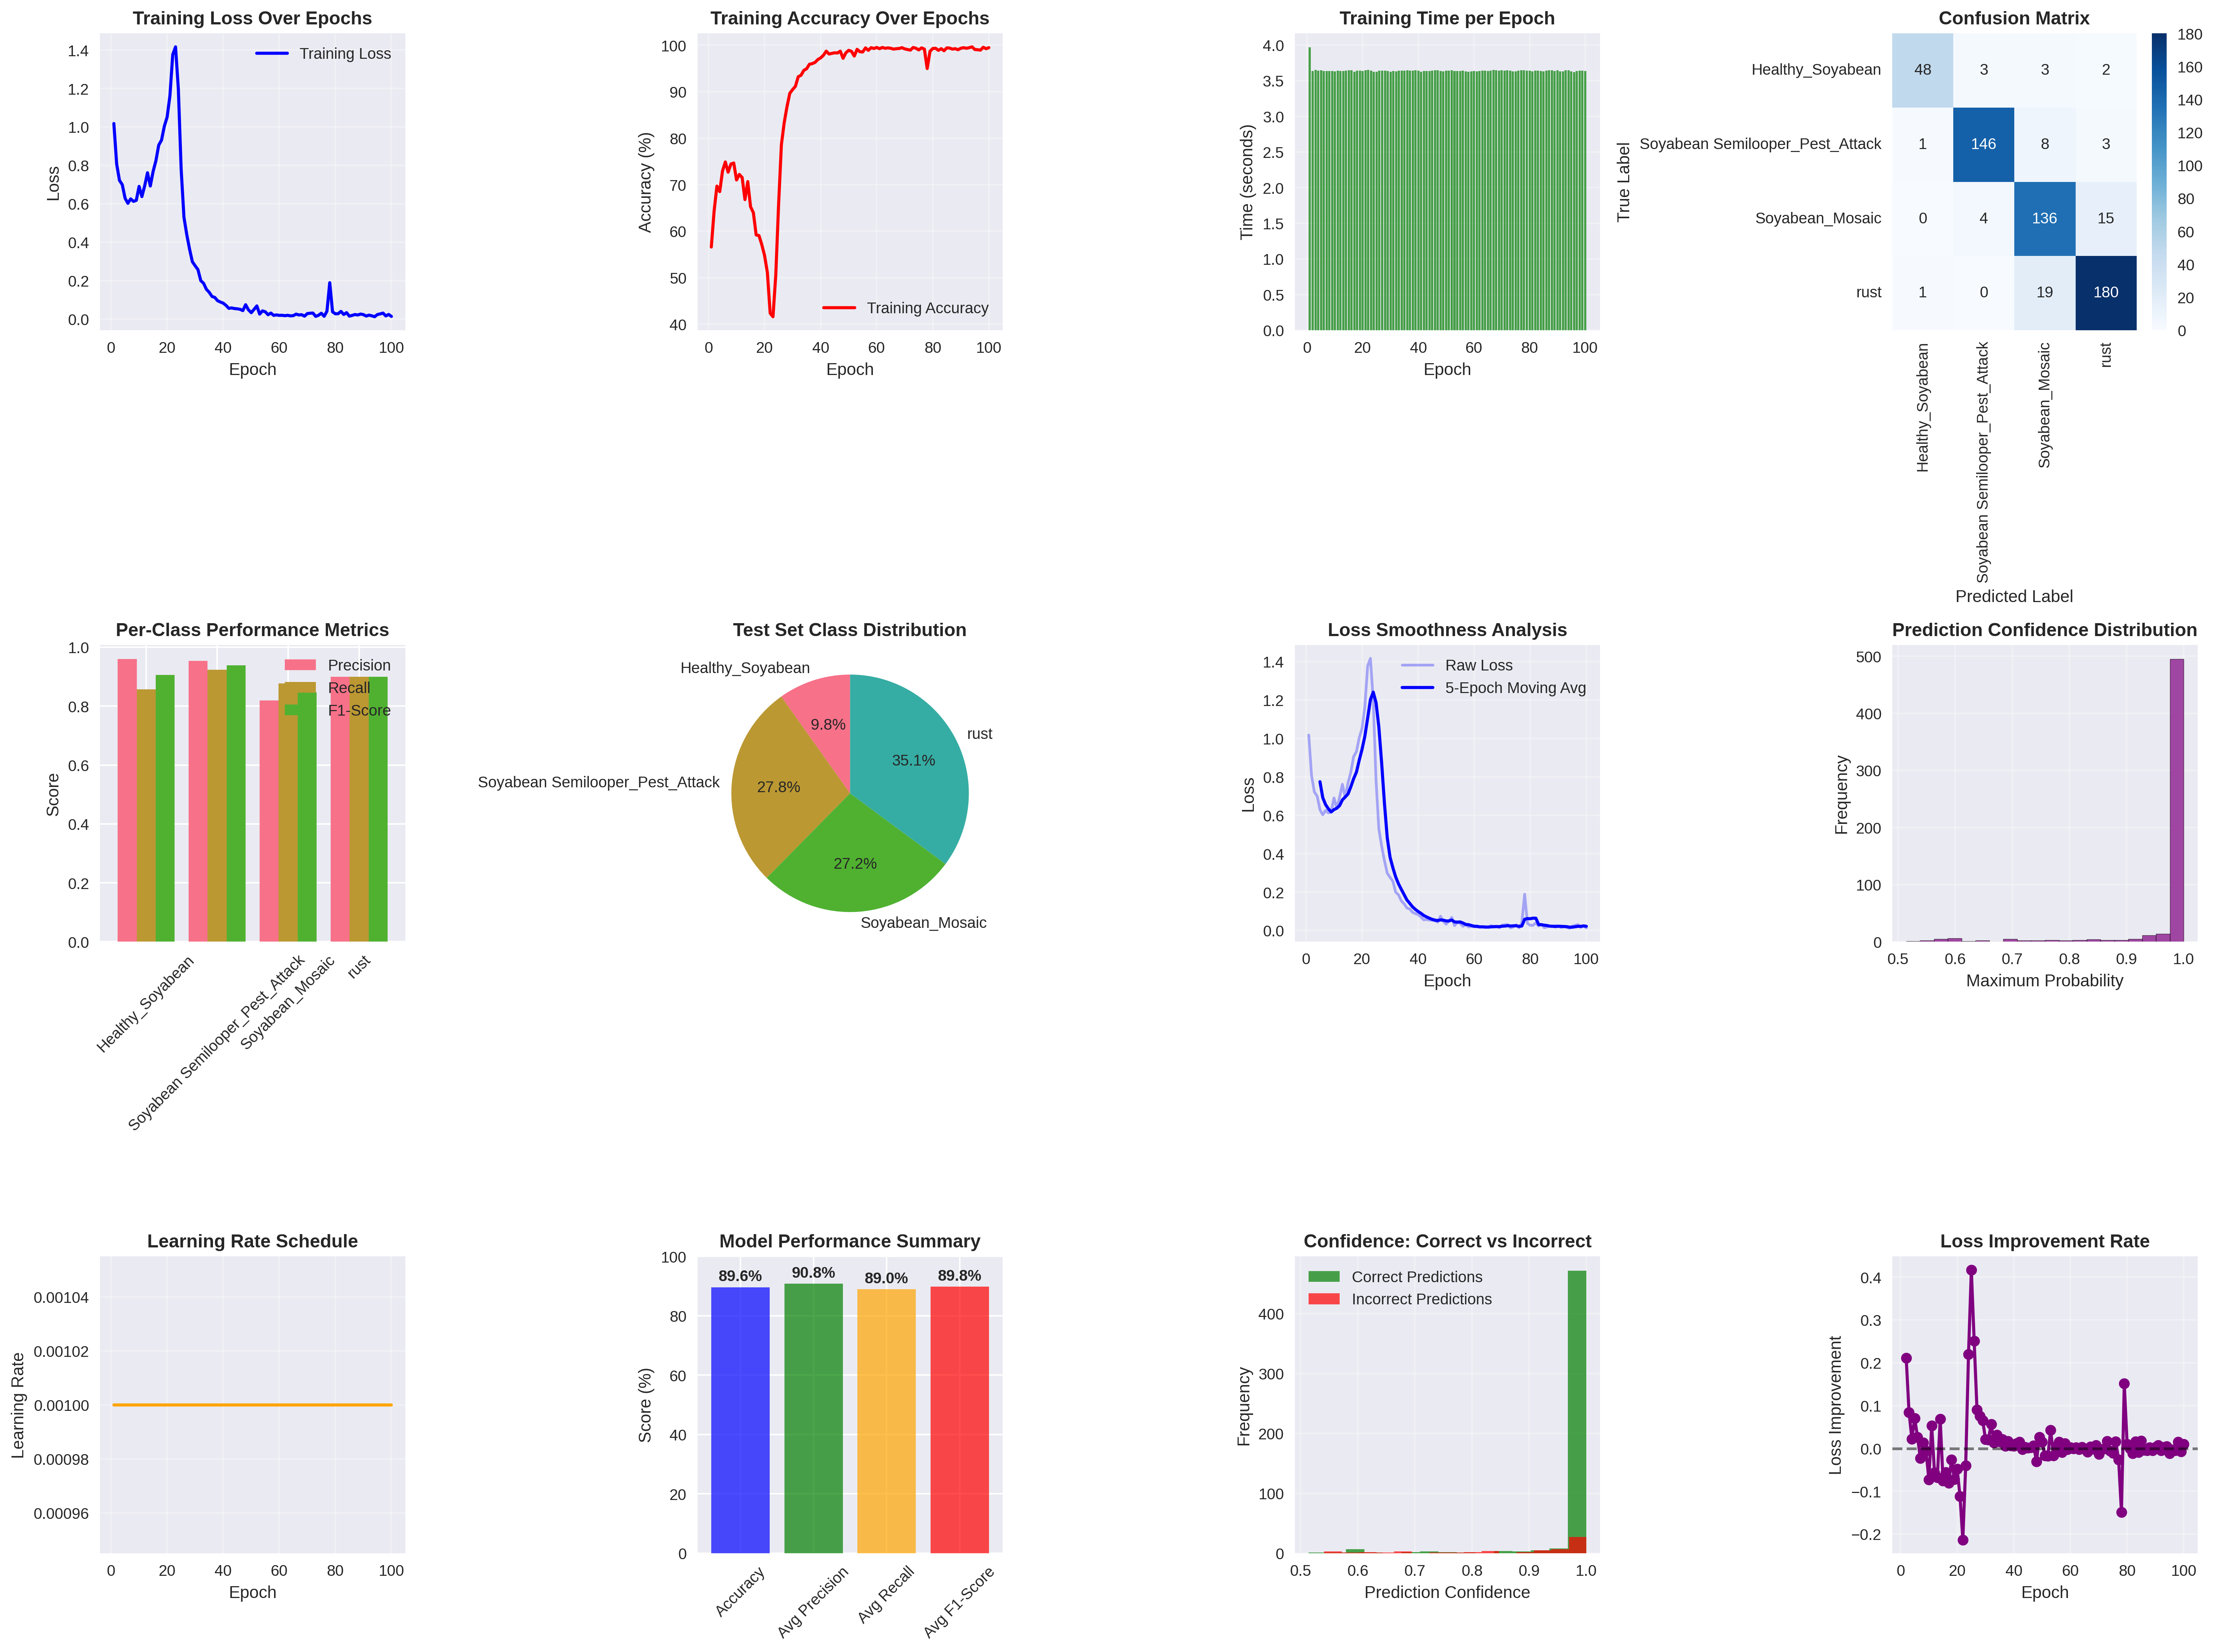 Training Loss Over Epochs
Training Loss
1.4
1.2
1.0
0.8
0.6
0.4
0.2
0.0
Loss
0 20 40 60 80 100
Epoch
Training Accuracy Over Epochs
100
90
80
70
60
50
40
Accuracy (%)
Training Accuracy
0 20 40 60 80 100
Epoch
Training Time per Epoch
4.0
3.5
3.0
2.5
2.0
1.5
1.0
0.5
0.0
Time (seconds)
0 20 40 60 80 100
Epoch
Confusion Matrix
True Label
Healthy_Soyabean 48 3 3 2
Soyabean Semilooper_Pest_Attack 1 146 8 3
Soyabean_Mosaic 0 4 136 15
rust 1 0 19 180
180
160
140
120
100
80
60
40
20
0
Healthy_Soyabean
Soyabean Semilooper_Pest_Attack
Soyabean_Mosaic
rust
Predicted Label
Per-Class Performance Metrics
1.0
0.8
0.6
0.4
0.2
0.0
Score
Precision
Recall
F1-Score
Healthy_Soyabean
Soyabean Semilooper_Pest_Attack
Soyabean_Mosaic
rust
Test Set Class Distribution
Healthy_Soyabean
9.8%
rust
35.1%
Soyabean Semilooper_Pest_Attack
27.8%
27.2%
Soyabean_Mosaic
Loss Smoothness Analysis
Raw Loss
5-Epoch Moving Avg
1.4
1.2
1.0
0.8
0.6
0.4
0.2
0.0
Loss
0 20 40 60 80 100
Epoch
Prediction Confidence Distribution
500
400
300
200
100
0
Frequency
0.5 0.6 0.7 0.8 0.9 1.0
Maximum Probability
Learning Rate Schedule
0.00104
0.00102
0.00100
0.00098
0.00096
Learning Rate
0 20 40 60 80 100
Epoch
Model Performance Summary
100
80
60
40
20
0
Score (%)
89.6% 90.8% 89.0% 89.8%
Accuracy
Avg Precision
Avg Recall
Avg F1-Score
Confidence: Correct vs Incorrect
Correct Predictions
Incorrect Predictions
400
300
200
100
0
Frequency
0.5 0.6 0.7 0.8 0.9 1.0
Prediction Confidence
Loss Improvement Rate
0.4
0.3
0.2
0.1
0.0
−0.1
−0.2
Loss Improvement
0 20 40 60 80 100
Epoch